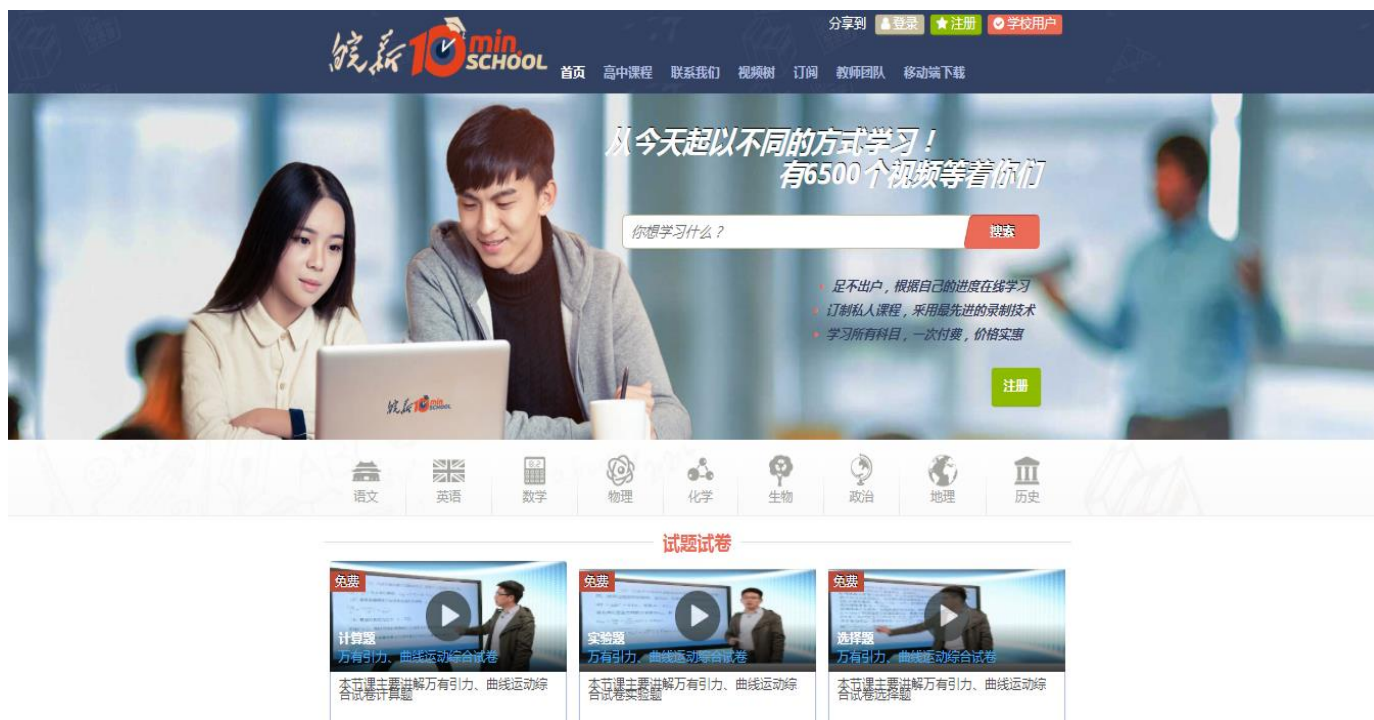 皖新10min.SCHOOL
分享到 登录 注册 学校用户
首页 高中课程 联系我们 视频树 订阅 教师团队 移动端下载
从今天起以不同的方式学习！
有6500个视频等着你们
你想学习什么？ 搜索
足不出户，根据自己的进度在线学习
订制私人课程，采用最先进的录制技术
学习所有科目，一次付费，价格实惠
注册
皖新10min.SCHOOL
语文 英语 数学 物理 化学 生物 政治 地理 历史
试题试卷
免费
计算题
万有引力、曲线运动综合试卷
本节课主要讲解万有引力、曲线运动综
合试卷计算题
免费
实验题
万有引力、曲线运动综合试卷
本节课主要讲解万有引力、曲线运动综
合试卷实验题
免费
选择题
万有引力、曲线运动综合试卷
本节课主要讲解万有引力、曲线运动综
合试卷选择题